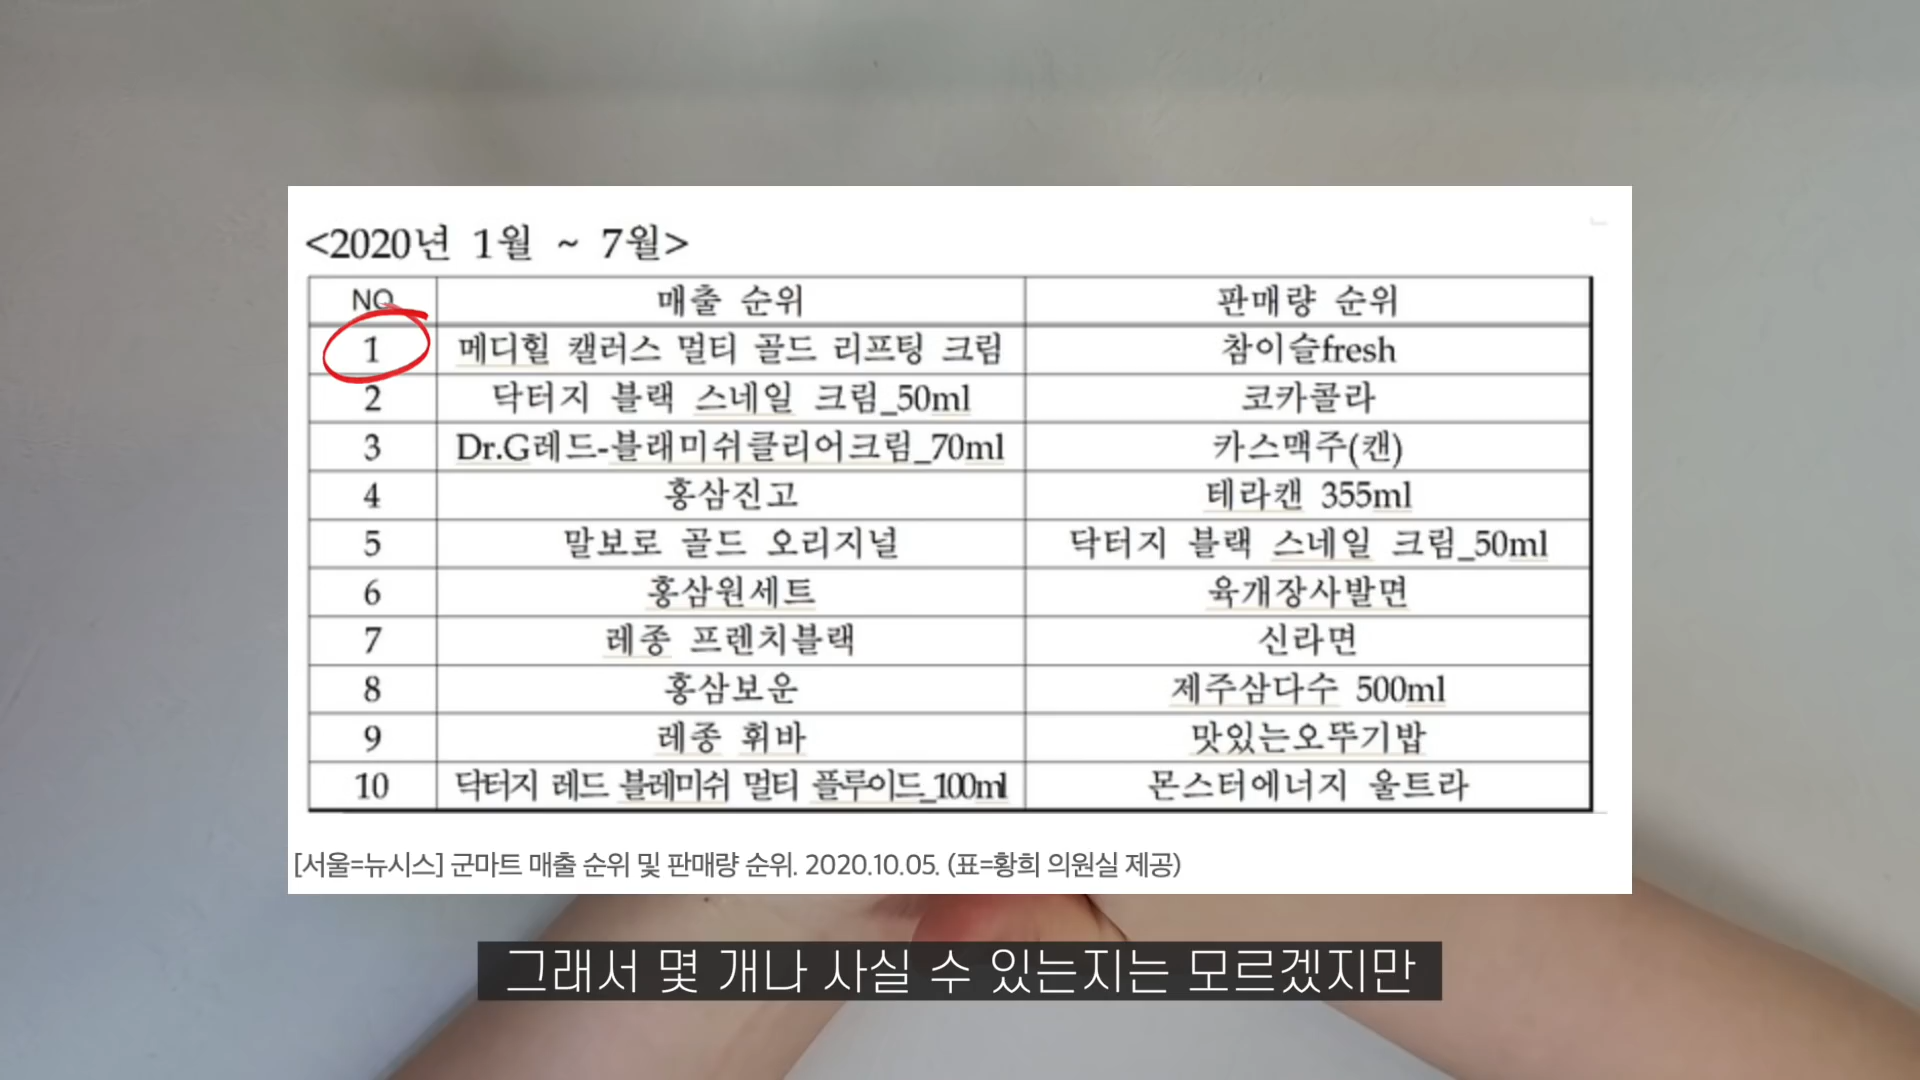 <2020년 1월 ~ 7월>
NO 매출 순위 판매량 순위
1 메디힐 캘러스 멀티 골드 리프팅 크림 참이슬fresh
2 닥터지 블랙 스네일 크림_50ml 코카콜라
3 Dr.G레드-블래미쉬클리어크림_70ml 카스맥주(캔)
4 홍삼진고 테라캔 355ml
5 말보로 골드 오리지널 닥터지 블랙 스네일 크림_50ml
6 홍삼원세트 육개장사발면
7 레종 프렌치블랙 신라면
8 홍삼보운 제주삼다수 500ml
9 레종 휘바 맛있는오뚜기밥
10 닥터지 레드 블레미쉬 멀티 플루이드_100ml 몬스터에너지 울트라
[서울=뉴시스] 군마트 매출 순위 및 판매량 순위. 2020.10.05. (표=황희 의원실 제공)
그래서 몇 개나 사실 수 있는지는 모르겠지만